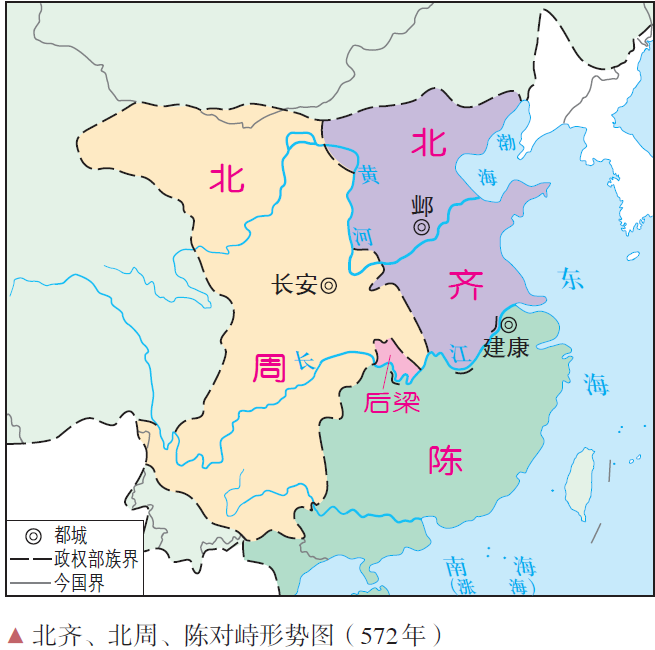 北
齐
渤
海
黄
河
邺
北
周
长安
长
江
建康
后梁
陈
东
海
南海
(涨海)
都城
政权部族界
今国界
▲北齐、北周、陈对峙形势图（572年）